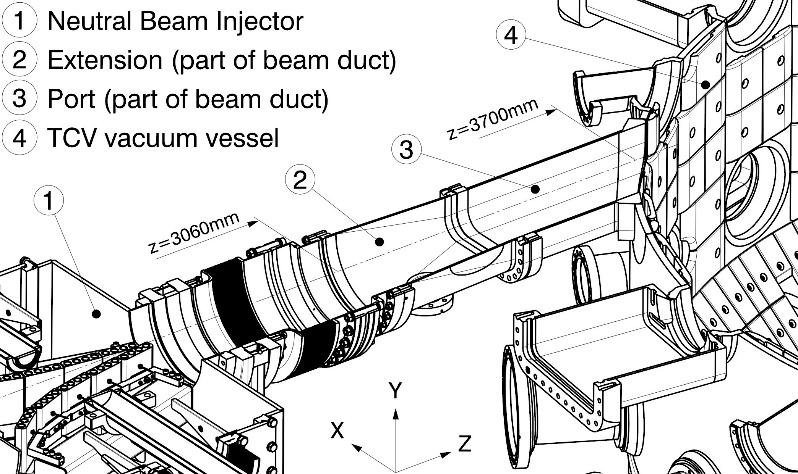 1 Neutral Beam Injector
2 Extension (part of beam duct)
3 Port (part of beam duct)
4 TCV vacuum vessel
4
z=3700mm
3
2
1
z=3060mm
Y
X
Z